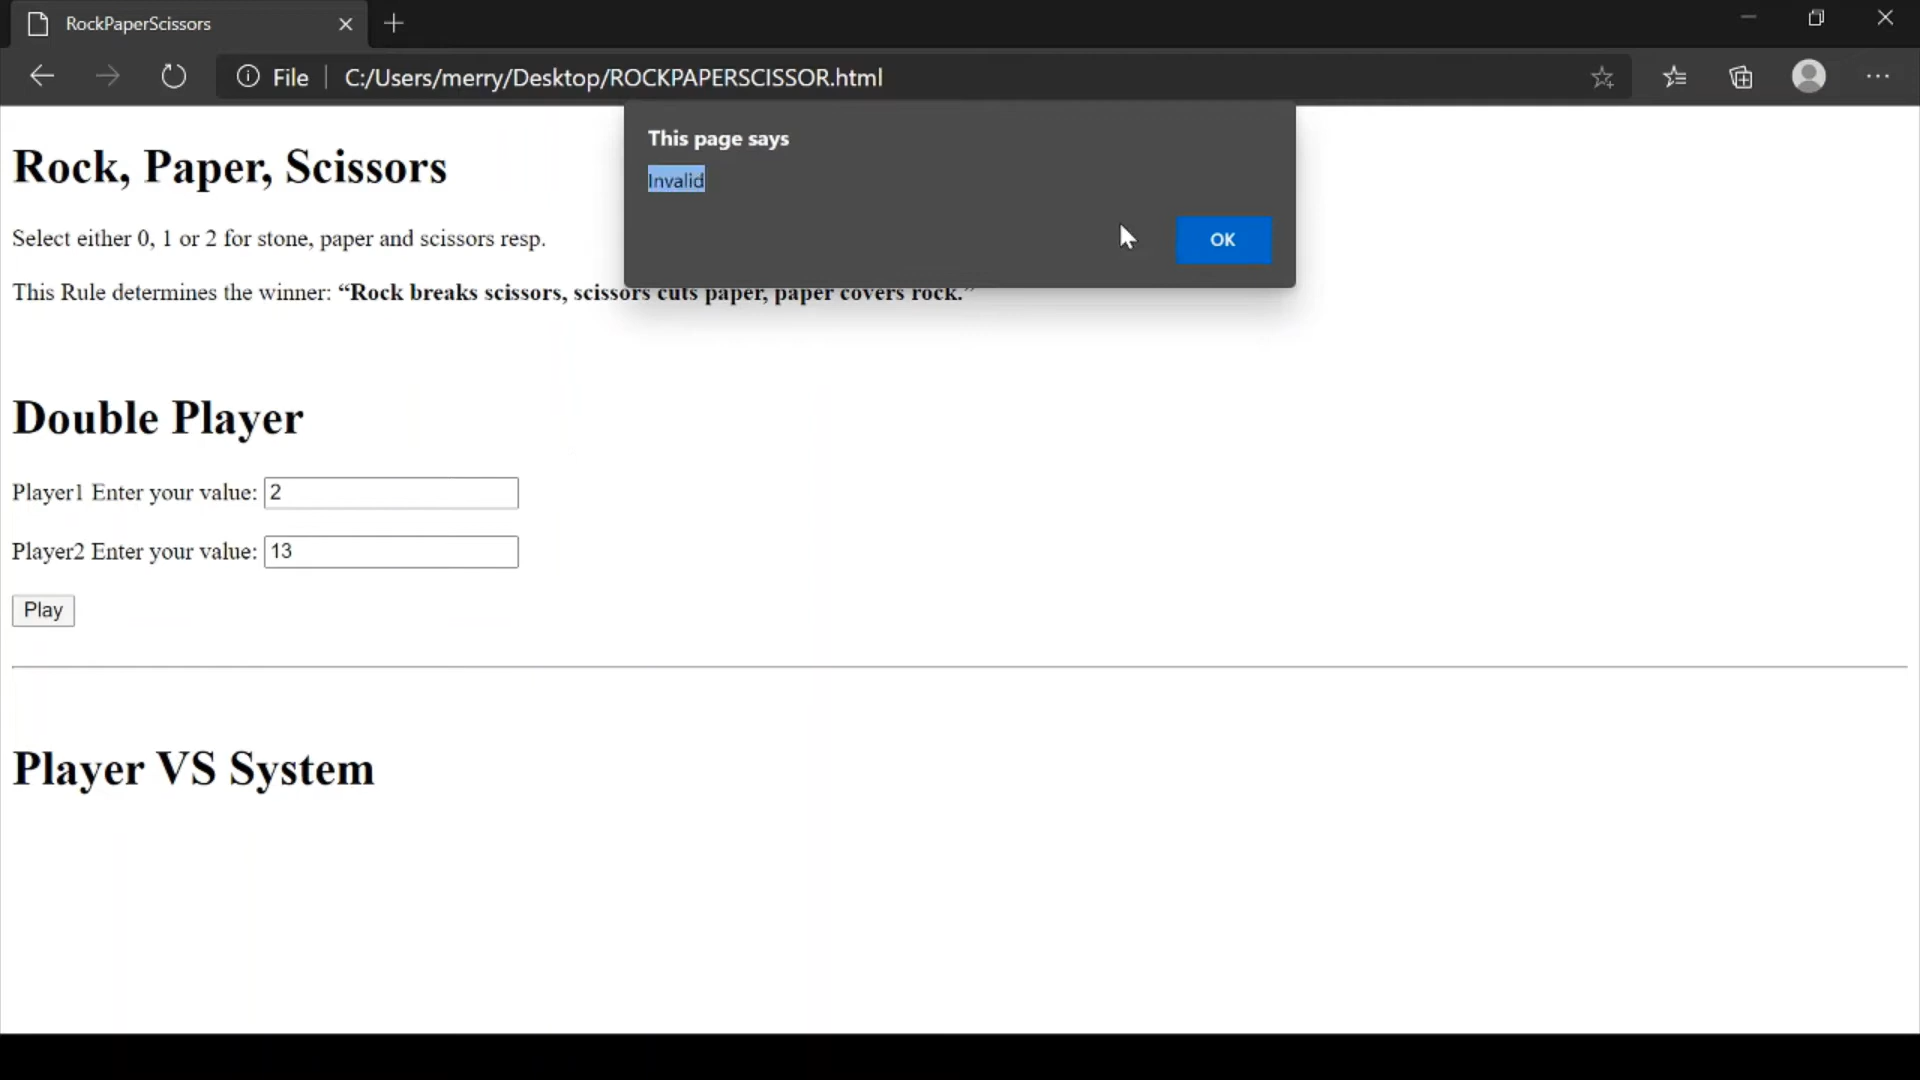 RockPaperScissors
File
C:/Users/merry/Desktop/ROCKPAPERSCISSOR.html
This page says
Invalid
OK
Rock, Paper, Scissors
Select either 0, 1 or 2 for stone, paper and scissors resp.
This Rule determines the winner: “Rock breaks scissors, scissors cuts paper, paper covers rock.”
Double Player
Player1 Enter your value: 2
Player2 Enter your value: 13
Play
Player VS System